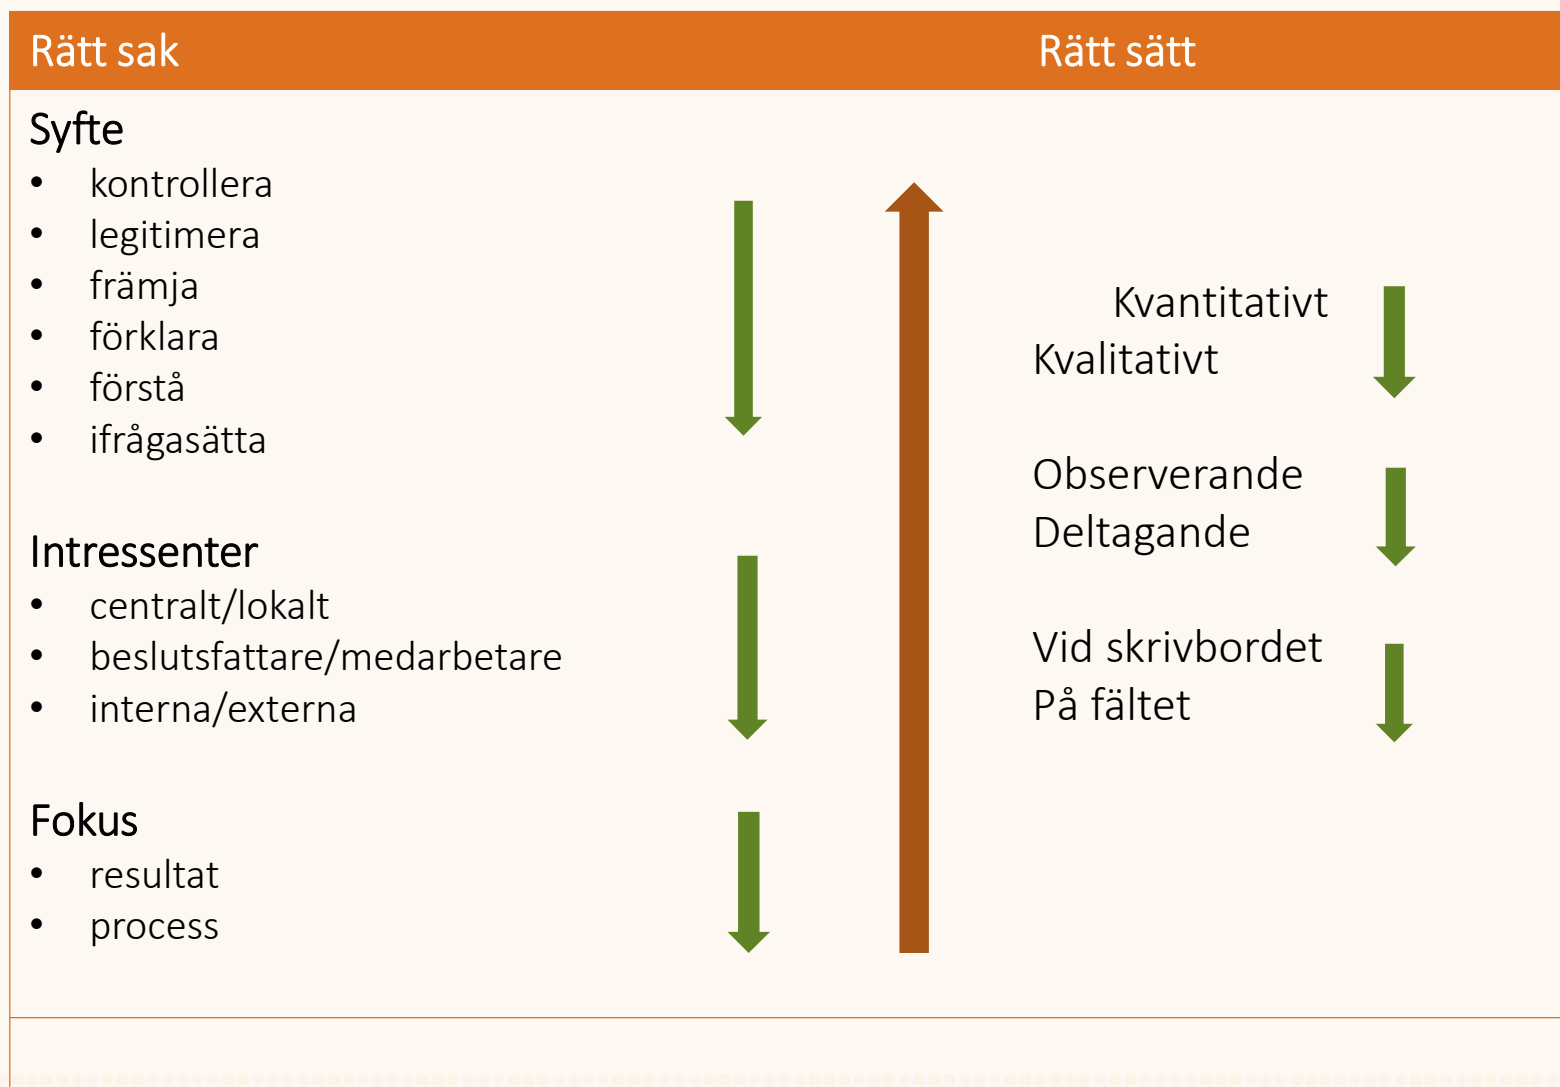 Rätt sak
Rätt sätt
Syfte
• kontrollera
• legitimera
• främja
• förklara
• förstå
• ifrågasätta
Intressenter
• centralt/lokalt
• beslutsfattare/medarbetare
• interna/externa
Fokus
• resultat
• process
Kvantitativt
Kvalitativt
Observerande
Deltagande
Vid skrivbordet
På fältet